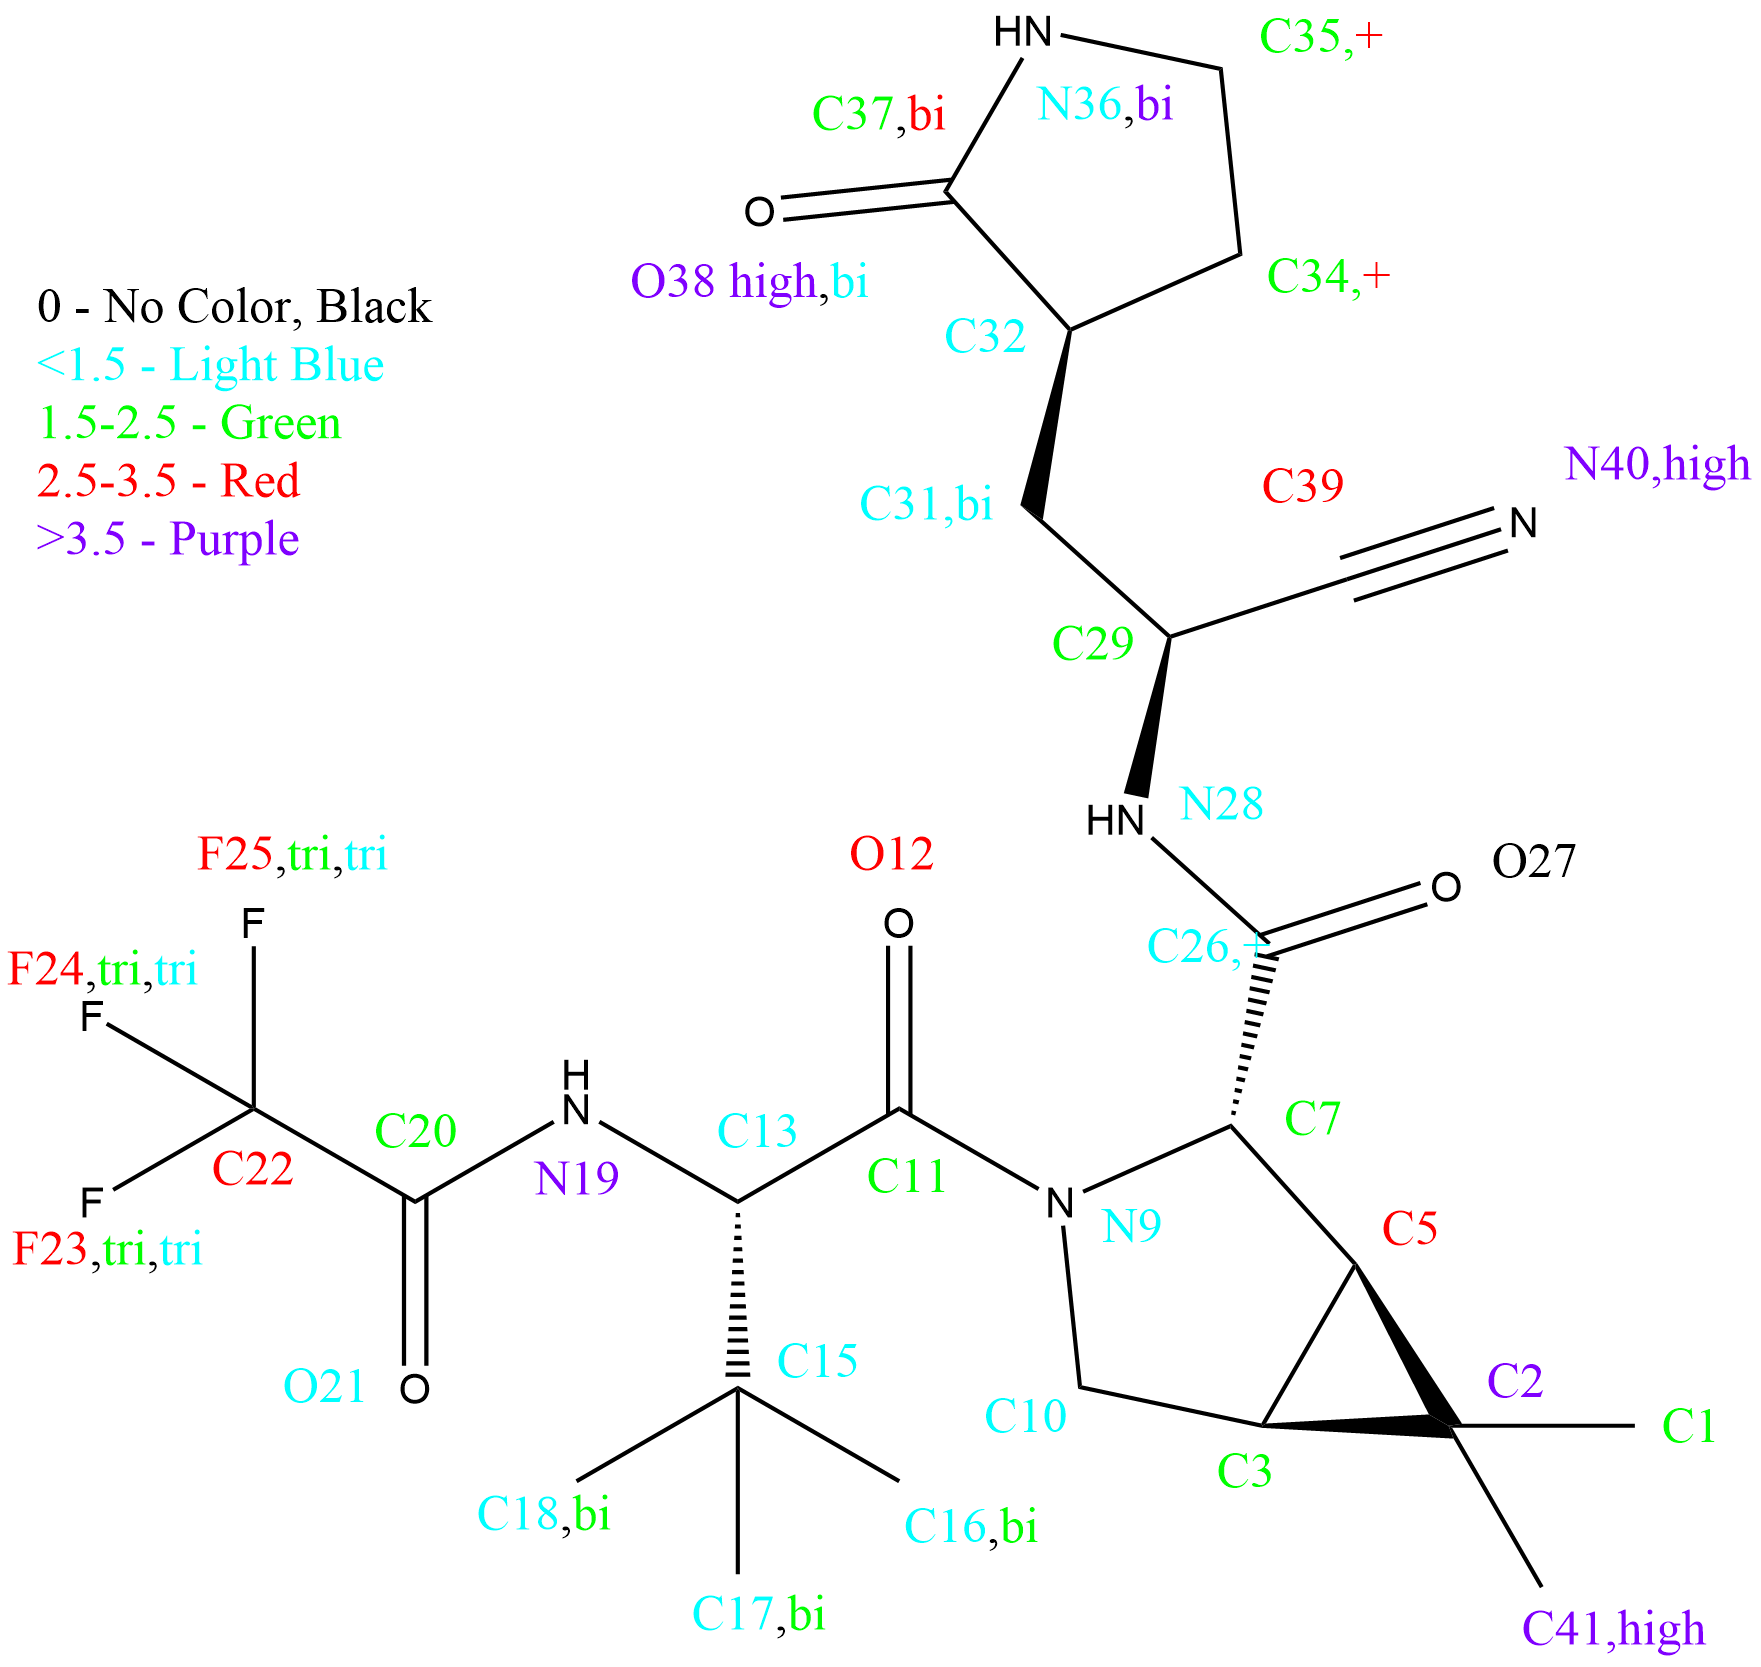 HN
C35,+
C37,bi
N36,bi
O
O38 high,bi
C34,+
C32
0 - No Color, Black
<1.5 - Light Blue
1.5-2.5 - Green
2.5-3.5 - Red
>3.5 - Purple
N40,high
C39
N
C31,bi
C29
HN
N28
O27
O
C26,+
F25,tri,tri
O12
F
O
F24,tri,tri
F
H
N
C20
C13
C7
C22
N19
C11
F
N
N9
C5
F23,tri,tri
O21
O
C15
C2
C10
C1
C3
C18,bi
C16,bi
C17,bi
C41,high